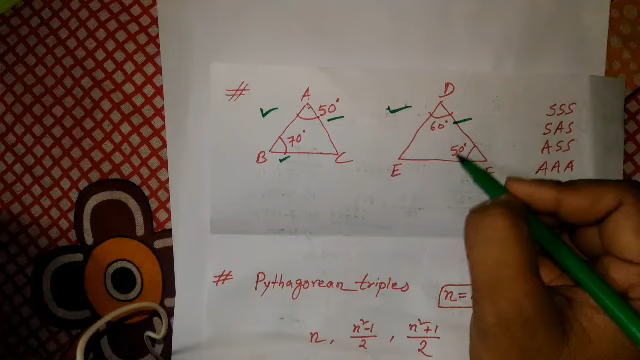 #
A
50°
70°
B C
D
60°
50°
E
SSS
SAS
ASS
AAA
# Pythagorean triples
n =
n, n²-1/2, n²+1/2